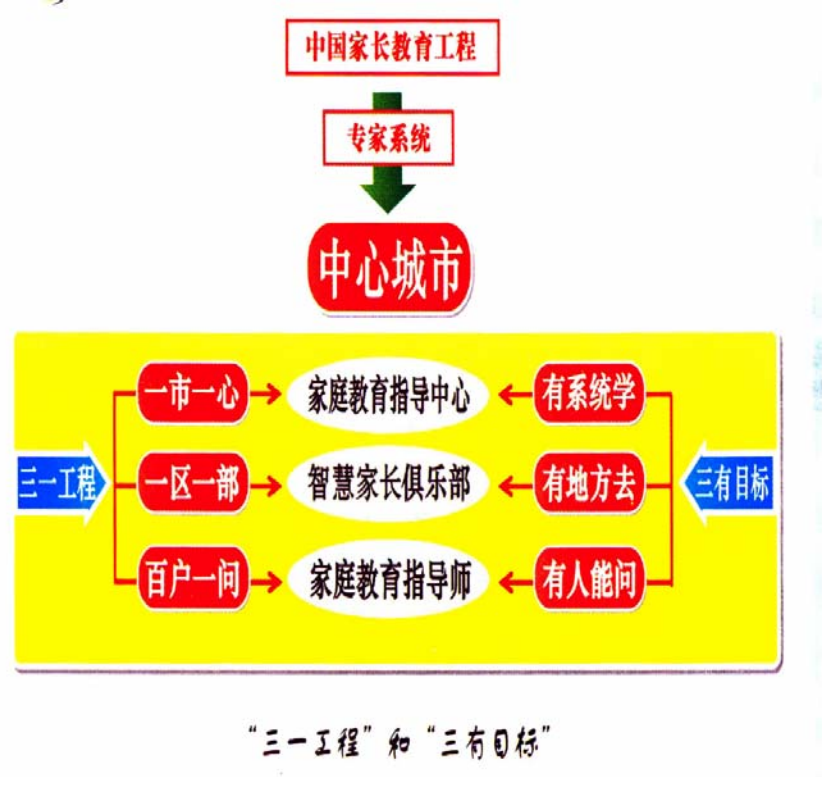 中国家长教育工程
专家系统
中心城市
一市一心 家庭教育指导中心 有系统学
三一工程 一区一部 智慧家长俱乐部 有地方去 三有目标
百户一问 家庭教育指导师 有人能问
“三一工程”和“三有目标”